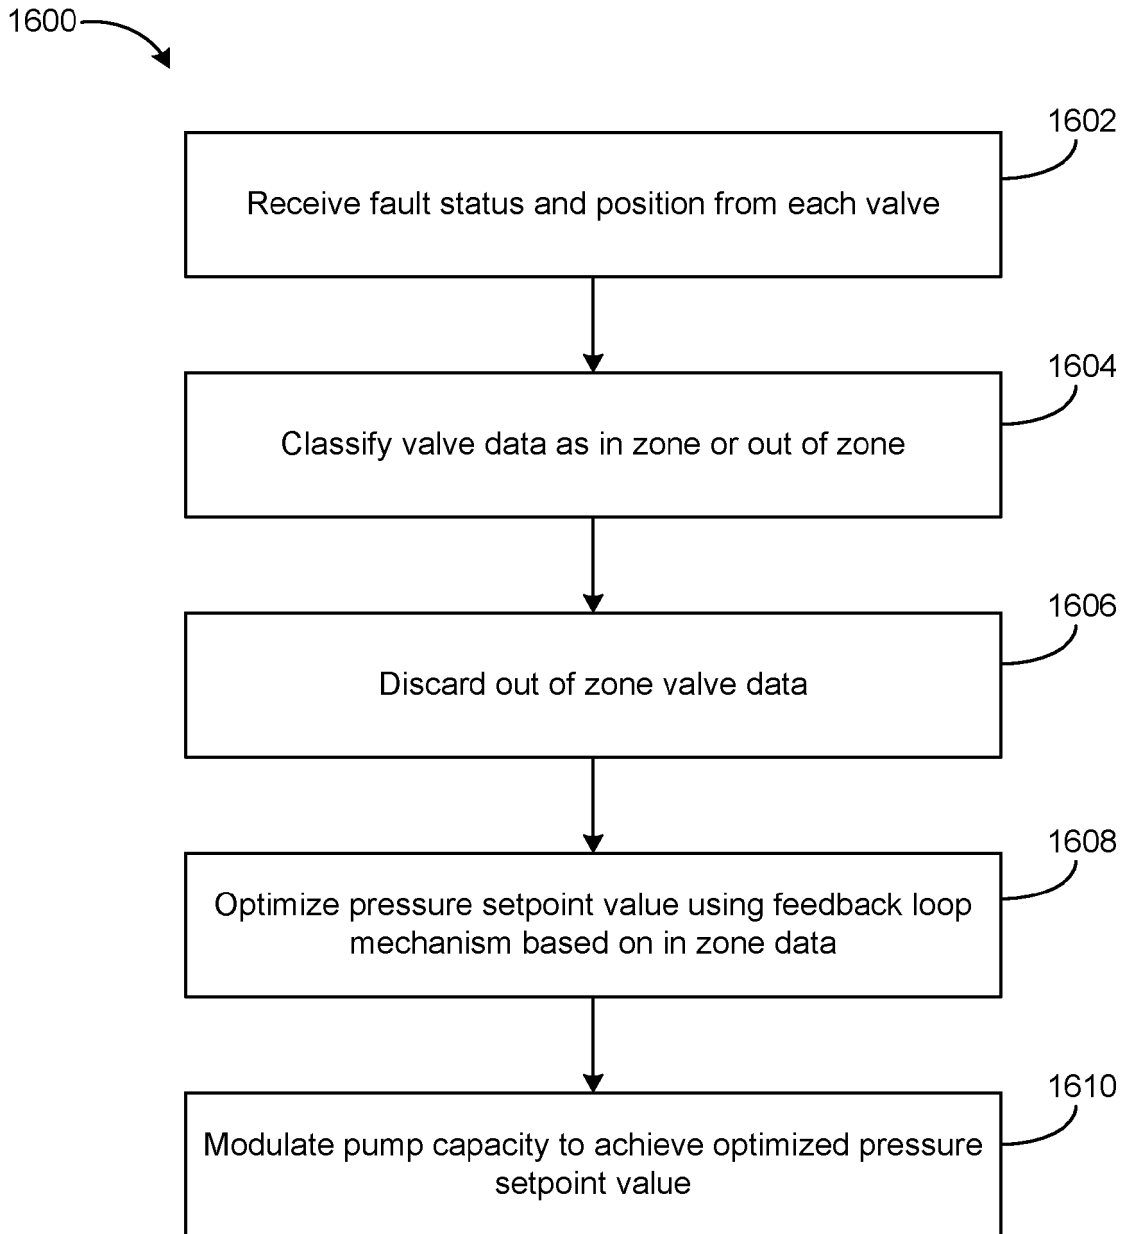 1600
1602
Receive fault status and position from each valve
1604
Classify valve data as in zone or out of zone
1606
Discard out of zone valve data
1608
Optimize pressure setpoint value using feedback loop
mechanism based on in zone data
1610
Modulate pump capacity to achieve optimized pressure
setpoint value